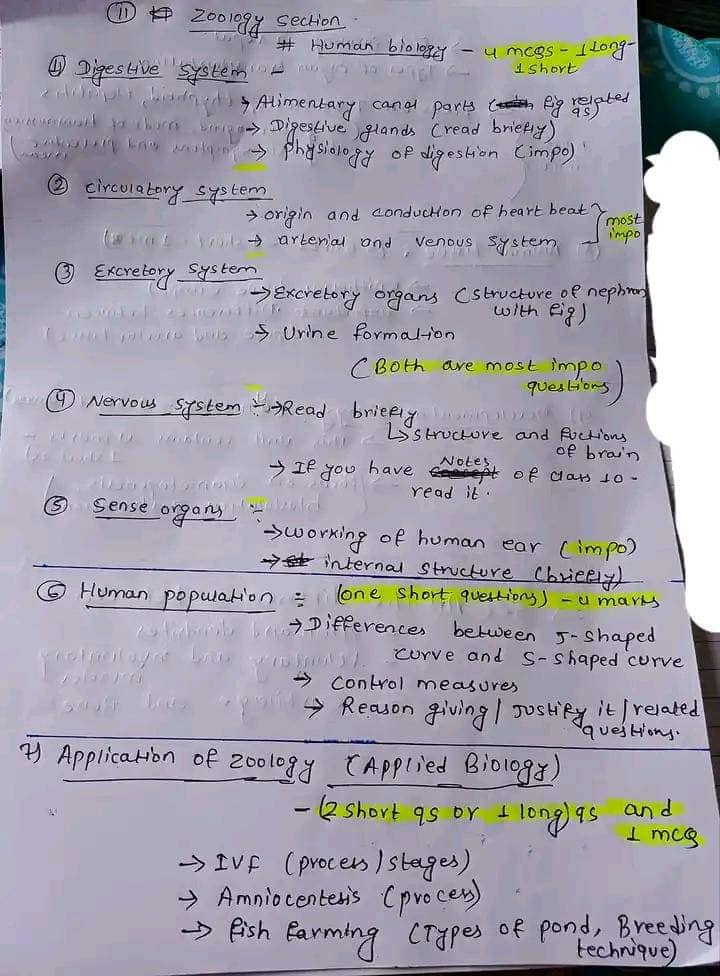 (11) Zoology section.
# Human biology - 4 mcqs - 1 Long -
1 short
1) Digestive system -
→ Alimentary canal parts ( fig related qs)
→ Digestive glands (read briefly)
→ physiology of digestion (impo)
② circulatory system
→ origin and conduction of heart beat } most impo
→ arterial and venous system
③ Excretory system
→ Excretory organs (structure of nephron
with fig)
→ Urine formation
(Both are most impo
questions)
④ Nervous system :- → Read briefly
↳ structure and fuctions
of brain
→ If you have Notes of class 10 -
read it.
⑤ Sense organs :-
→ working of human ear (impo)
→ internal structure (briefly)
⑥ Human population = (one short questions) - 4 marks
→ Differences between J-shaped
curve and S-shaped curve
→ control measures
→ Reason giving / Justify it / related
questions.
7) Application of zoology (Applied Biology)
- (2 short qs or 1 long) qs and
1 mcq
→ IVF (process / stages)
→ Amniocentesis (process)
→ fish farming (Types of pond, Breeding
technique)